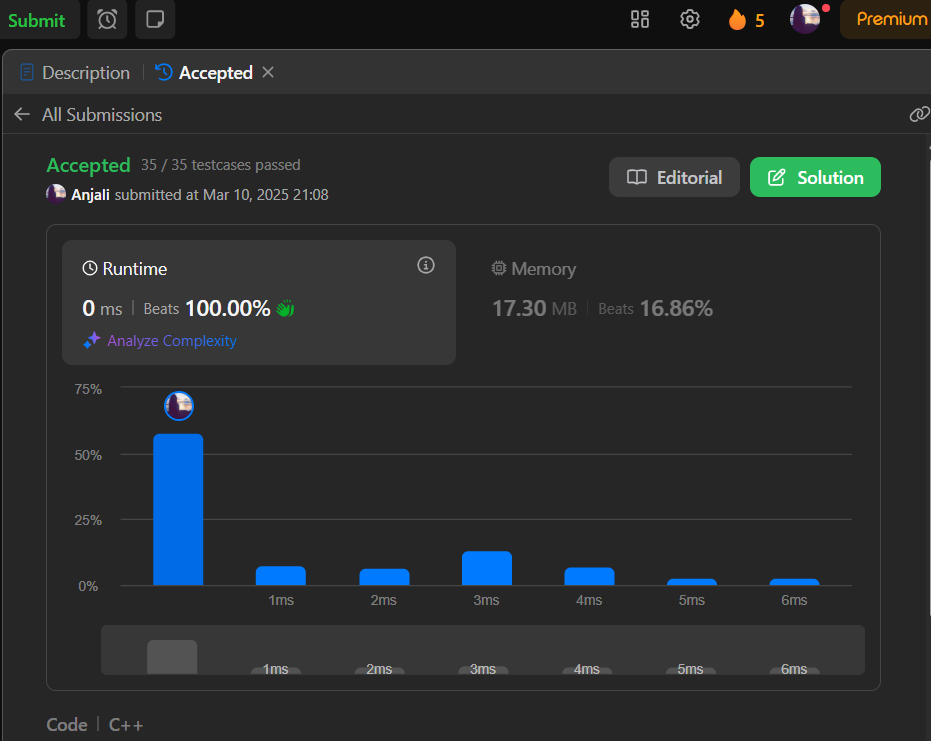 Submit 5 Premium
Description Accepted
All Submissions
Accepted 35 / 35 testcases passed
Anjali submitted at Mar 10, 2025 21:08
Editorial Solution
Runtime
0 ms Beats 100.00%
Analyze Complexity
Memory
17.30 MB Beats 16.86%
75%
50%
25%
0%
1ms 2ms 3ms 4ms 5ms 6ms
1ms 2ms 3ms 4ms 5ms 6ms
Code C++